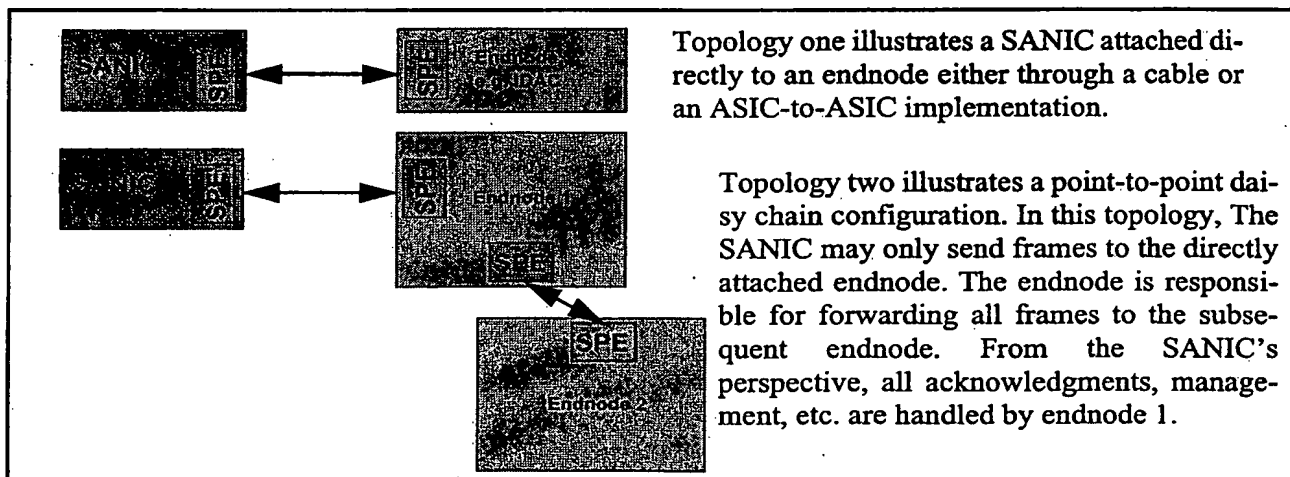 Topology one illustrates a SANIC attached di-
rectly to an endnode either through a cable or
an ASIC-to-ASIC implementation.
SANIC
SPE
SPE
Endnode
Topology two illustrates a point-to-point dai-
sy chain configuration. In this topology, The
SANIC may only send frames to the directly
attached endnode. The endnode is responsi-
ble for forwarding all frames to the subse-
quent endnode. From the SANIC's
perspective, all acknowledgments, manage-
ment, etc. are handled by endnode 1.
SANIC
SPE
SPE
Endnode
SPE
SPE
Endnode 2